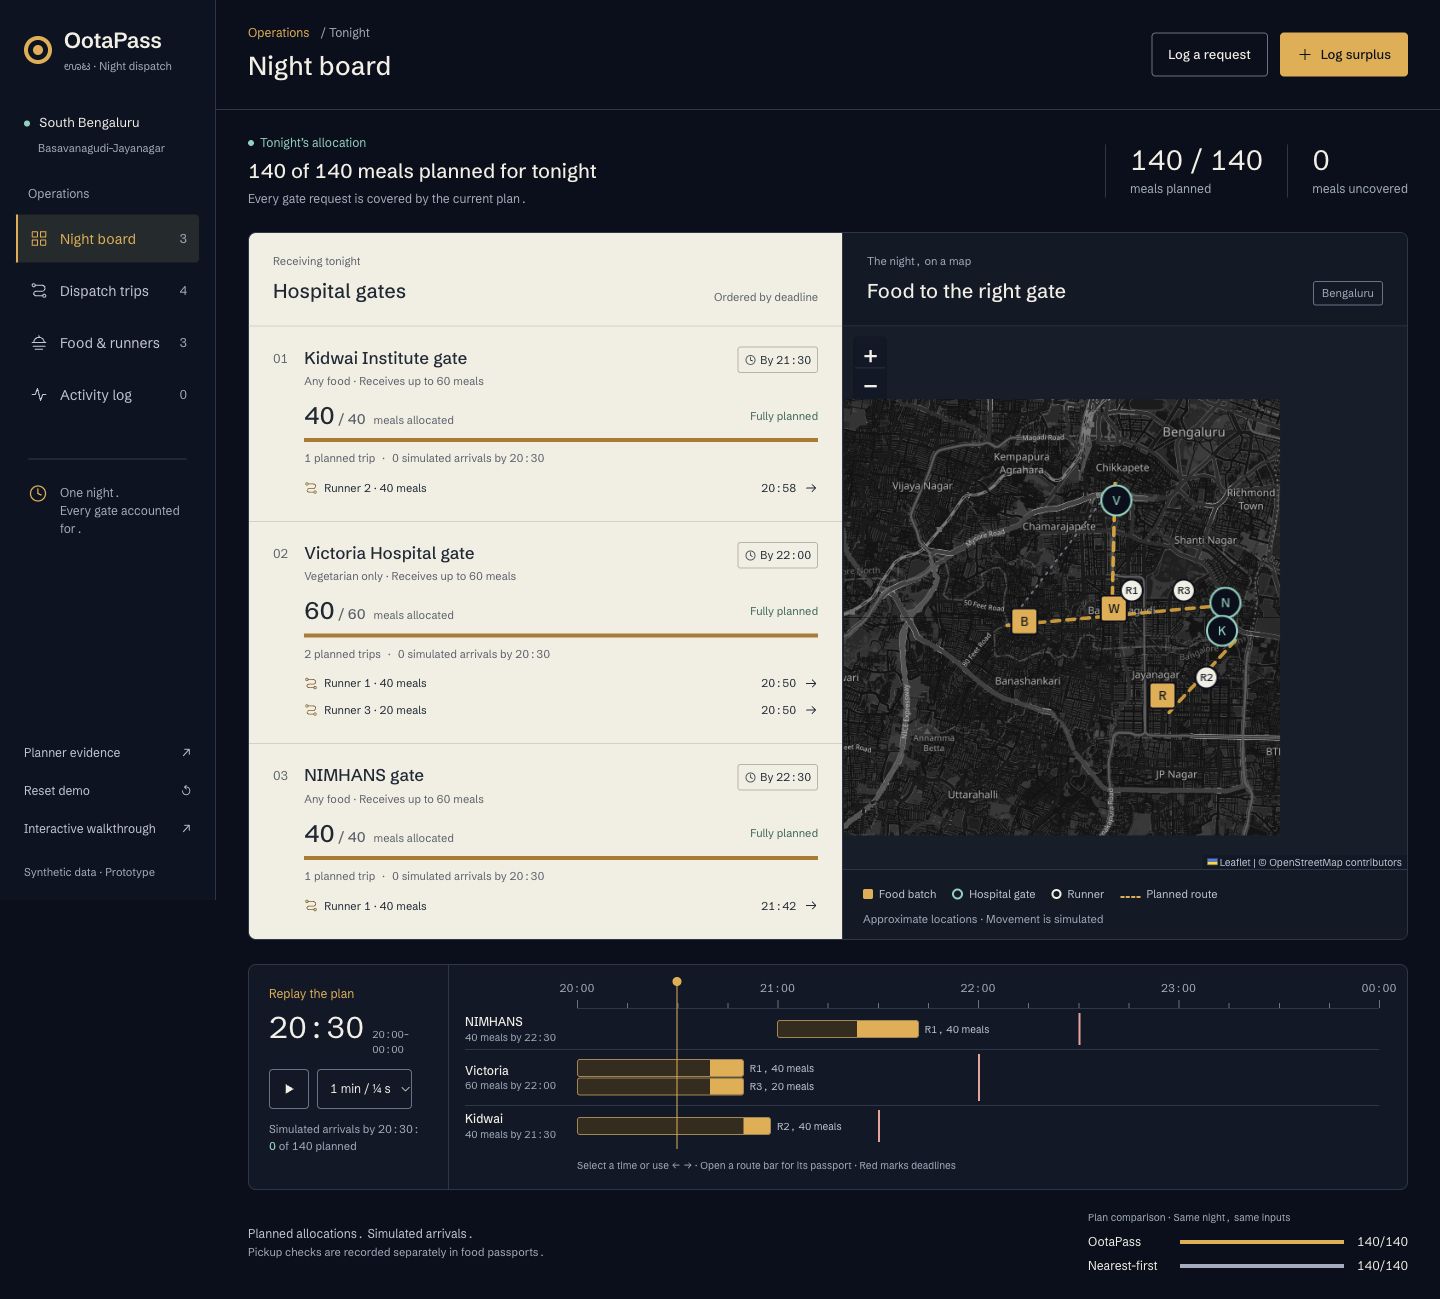 OotaPass
ಊಟ · Night dispatch
South Bengaluru
Basavanagudi-Jayanagar
Operations
Night board 3
Dispatch trips 4
Food & runners 3
Activity log 0
One night.
Every gate accounted
for.
Planner evidence
Reset demo
Interactive walkthrough
Synthetic data · Prototype
Operations / Tonight
Night board
Log a request
+ Log surplus
Tonight's allocation
140 of 140 meals planned for tonight
Every gate request is covered by the current plan.
140 / 140
meals planned
0
meals uncovered
Receiving tonight
Hospital gates
Ordered by deadline
01 Kidwai Institute gate By 21:30
Any food · Receives up to 60 meals
40 / 40 meals allocated Fully planned
1 planned trip · 0 simulated arrivals by 20:30
Runner 2 · 40 meals 20:58 →
02 Victoria Hospital gate By 22:00
Vegetarian only · Receives up to 60 meals
60 / 60 meals allocated Fully planned
2 planned trips · 0 simulated arrivals by 20:30
Runner 1 · 40 meals 20:50 →
Runner 3 · 20 meals 20:50 →
03 NIMHANS gate By 22:30
Any food · Receives up to 60 meals
40 / 40 meals allocated Fully planned
1 planned trip · 0 simulated arrivals by 20:30
Runner 1 · 40 meals 21:42 →
The night, on a map
Food to the right gate
Bengaluru
+
−
Bengaluru
Magadi Road
Kempapura
Agrahara
Chikkapete
Vijaya Nagar
Richmond
Town
V
Chamarajapete
Mysore Road
Shanti Nagar
R1
R3
50 Feet Road
N
W
B
K
80 Feet Road
Bangalore
Banashankari
Jayanagar
R2
R
NICE Expressway
Annamma
Betta
JP Nagar
Uttarahalli
Leaflet | © OpenStreetMap contributors
Food batch Hospital gate Runner Planned route
Approximate locations · Movement is simulated
Replay the plan
20:30 20:00–
00:00
1 min / ¼ s
Simulated arrivals by 20:30:
0 of 140 planned
20:00 21:00 22:00 23:00 00:00
NIMHANS
40 meals by 22:30
R1, 40 meals
Victoria
60 meals by 22:00
R1, 40 meals
R3, 20 meals
Kidwai
40 meals by 21:30
R2, 40 meals
Select a time or use ← → · Open a route bar for its passport · Red marks deadlines
Planned allocations. Simulated arrivals.
Pickup checks are recorded separately in food passports.
Plan comparison · Same night, same inputs
OotaPass 140/140
Nearest-first 140/140